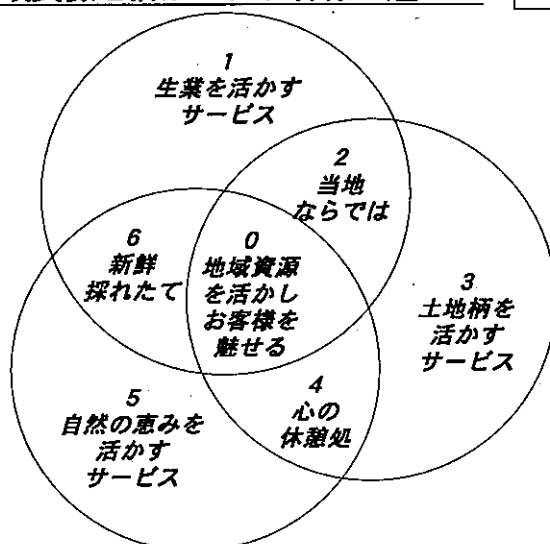 1
生業を活かす
サービス
2
当地
ならでは
6
新鮮
採れたて
0
地域資源
を活かし
お客様を
魅せる
3
土地柄を
活かす
サービス
5
自然の恵みを
活かす
サービス
4
心の
休憩処